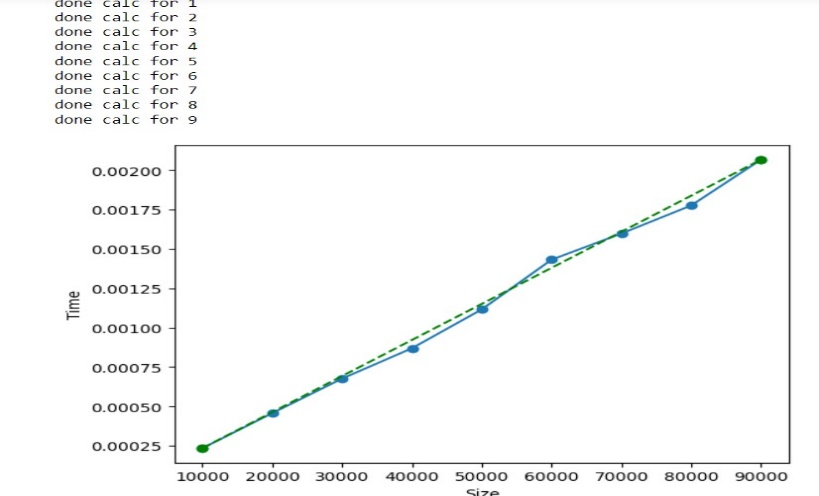 done calc for 1
done calc for 2
done calc for 3
done calc for 4
done calc for 5
done calc for 6
done calc for 7
done calc for 8
done calc for 9
0.00200
0.00175
0.00150
0.00125
0.00100
0.00075
0.00050
0.00025
Time
10000 20000 30000 40000 50000 60000 70000 80000 90000
Size